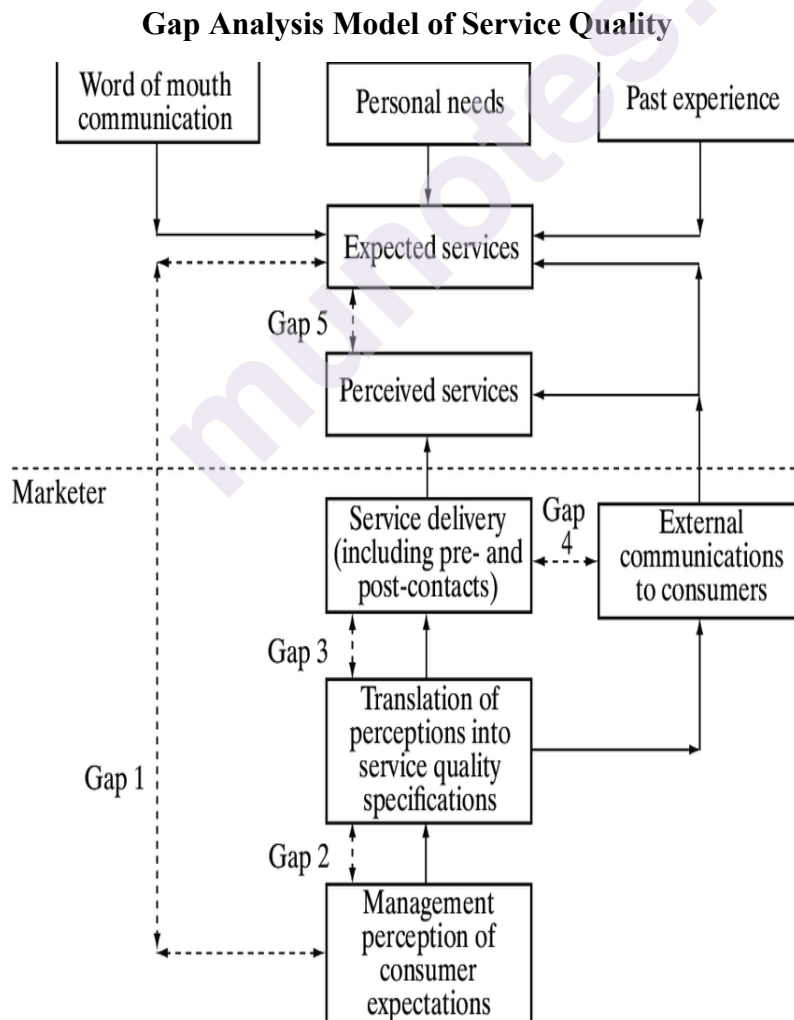 Gap Analysis Model of Service Quality
Word of mouth
communication
Personal needs
Past experience
Expected services
Gap 5
Perceived services
Marketer
Service delivery
(including pre- and
post-contacts)
Gap
4
External
communications
to consumers
Gap 3
Translation of
perceptions into
service quality
specifications
Gap 1
Gap 2
Management
perception of
consumer
expectations
munotes.